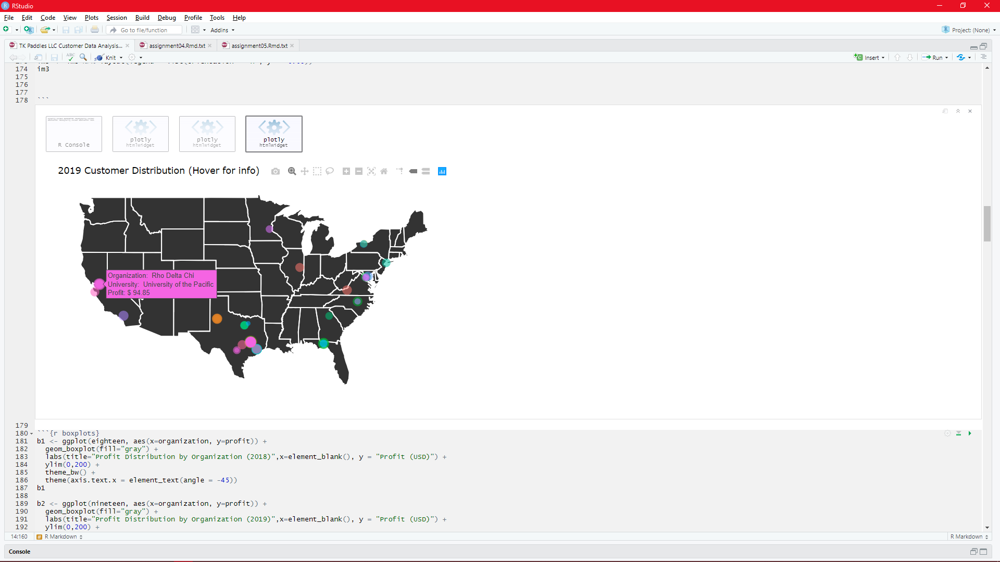 RStudio
File Edit Code View Plots Session Build Debug Profile Tools Help
Go to file/function Addins Project: (None)
TK Paddles LLC Customer Data Analysis... assignment04.Rmd.txt assignment05.Rmd.txt
ABC Knit Insert Run
174 im3
175
176
177
178 ```
R Console
plotly htmlwidget
plotly htmlwidget
plotly htmlwidget
2019 Customer Distribution (Hover for info)
Organization: Rho Delta Chi
University: University of the Pacific
Profit: $ 94.85
179
180 ```{r boxplots}
181 b1 <- ggplot(eighteen, aes(x=organization, y=profit)) +
182 geom_boxplot(fill="gray") +
183 labs(title="Profit Distribution by Organization (2018)",x=element_blank(), y = "Profit (USD)") +
184 ylim(0,200) +
185 theme_bw() +
186 theme(axis.text.x = element_text(angle = -45))
187 b1
188
189 b2 <- ggplot(nineteen, aes(x=organization, y=profit)) +
190 geom_boxplot(fill="gray") +
191 labs(title="Profit Distribution by Organization (2019)",x=element_blank(), y = "Profit (USD)") +
192 ylim(0,200) +
14:160 # R Markdown R Markdown
Console